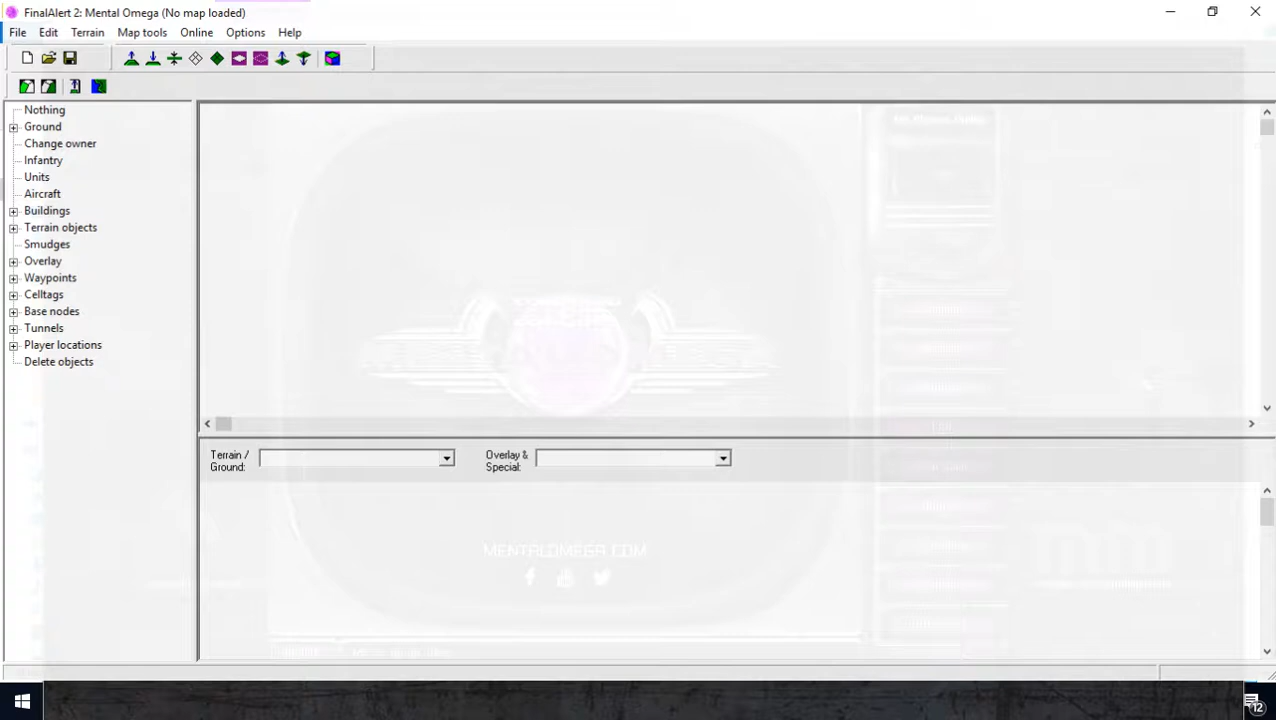 FinalAlert 2: Mental Omega (No map loaded)
File Edit Terrain Map tools Online Options Help
Nothing
Ground
Change owner
Infantry
Units
Aircraft
Buildings
Terrain objects
Smudges
Overlay
Waypoints
Celltags
Base nodes
Tunnels
Player locations
Delete objects
Terrain /
Ground:
Overlay &
Special:
MENTALOMEGA.COM
12